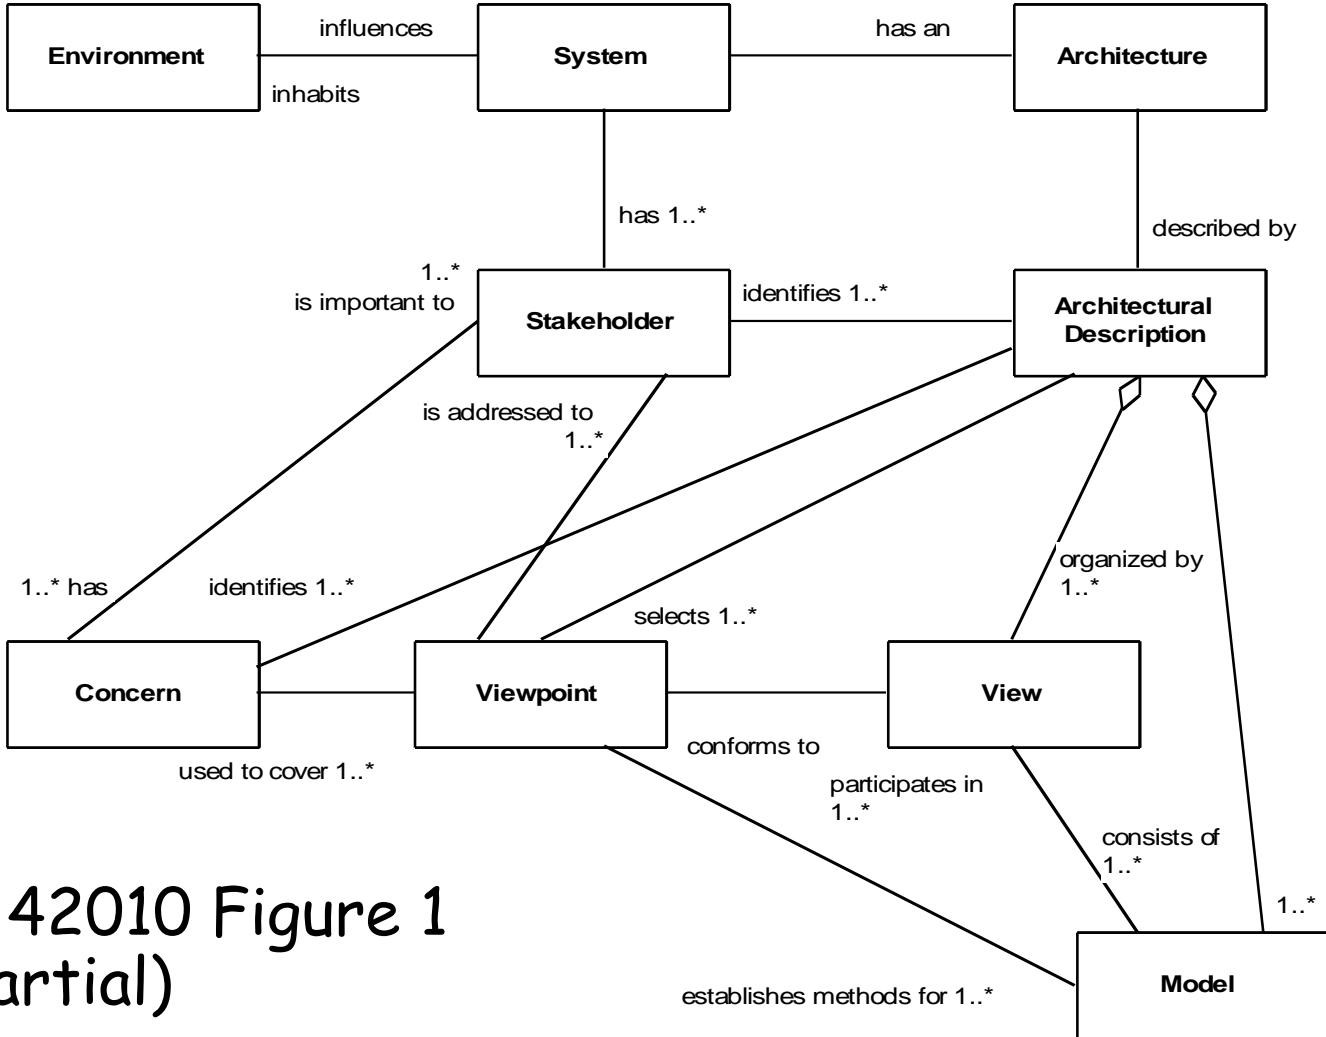 influences
has an
Environment
System
Architecture
inhabits
has 1..*
described by
1..*
is important to
identifies 1..*
Stakeholder
Architectural
Description
is addressed to
1..*
organized by
1..*
1..* has
identifies 1..*
selects 1..*
Concern
Viewpoint
View
conforms to
used to cover 1..*
participates in
1..*
consists of
1..*
1..*
42010 Figure 1
artial)
Model
establishes methods for 1..*